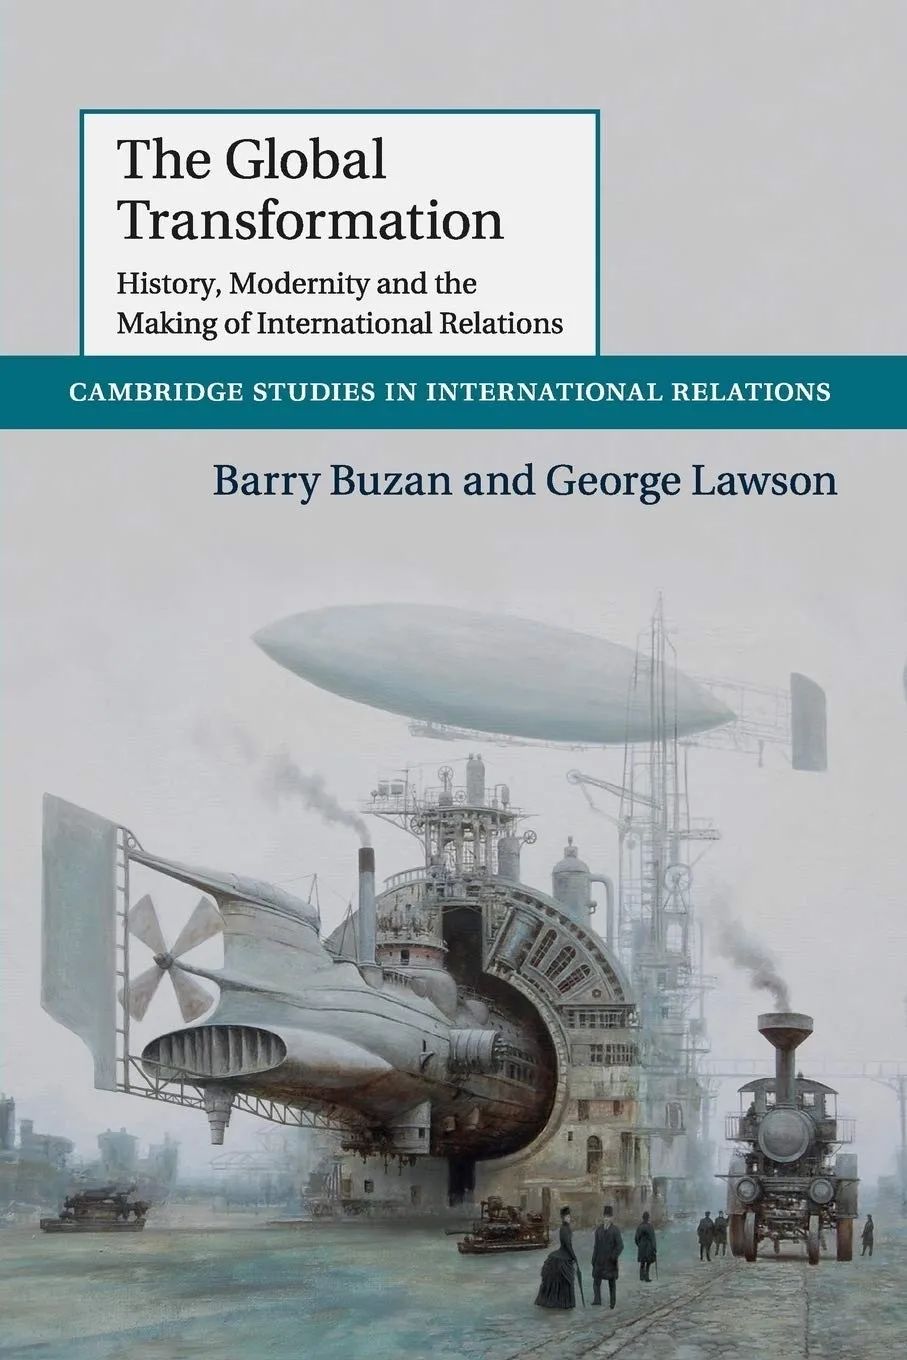 The Global
Transformation
History, Modernity and the
Making of International Relations
CAMBRIDGE STUDIES IN INTERNATIONAL RELATIONS
Barry Buzan and George Lawson